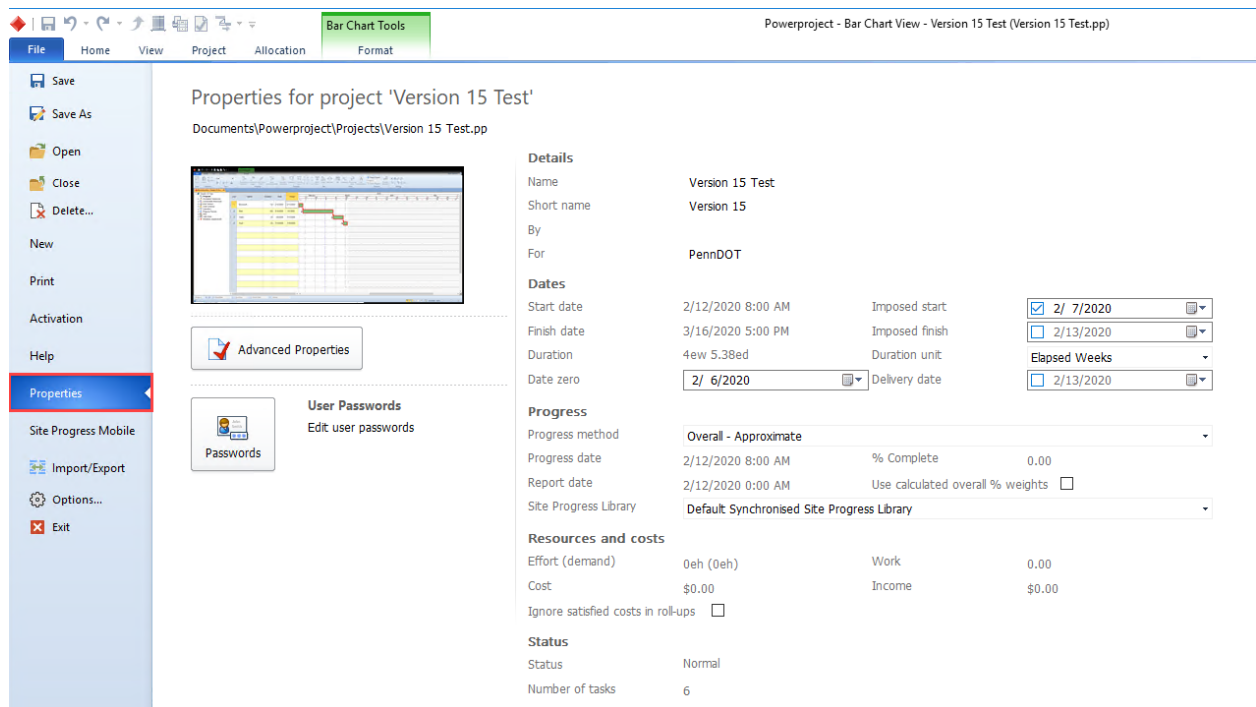 Bar Chart Tools
Powerproject - Bar Chart View - Version 15 Test (Version 15 Test.pp)
File Home View Project Allocation Format
Save
Save As
Open
Close
Delete...
New
Print
Activation
Help
Properties
Site Progress Mobile
Import/Export
Options...
Exit
Properties for project 'Version 15 Test'
Documents\Powerproject\Projects\Version 15 Test.pp
Advanced Properties
Passwords
User Passwords
Edit user passwords
Details
Name Version 15 Test
Short name Version 15
By
For PennDOT
Dates
Start date 2/12/2020 8:00 AM Imposed start 2/ 7/2020
Finish date 3/16/2020 5:00 PM Imposed finish 2/13/2020
Duration 4ew 5.38ed Duration unit Elapsed Weeks
Date zero 2/ 6/2020 Delivery date 2/13/2020
Progress
Progress method Overall - Approximate
Progress date 2/12/2020 8:00 AM % Complete 0.00
Report date 2/12/2020 0:00 AM Use calculated overall % weights
Site Progress Library Default Synchronised Site Progress Library
Resources and costs
Effort (demand) 0eh (0eh) Work 0.00
Cost $0.00 Income $0.00
Ignore satisfied costs in roll-ups
Status
Status Normal
Number of tasks 6